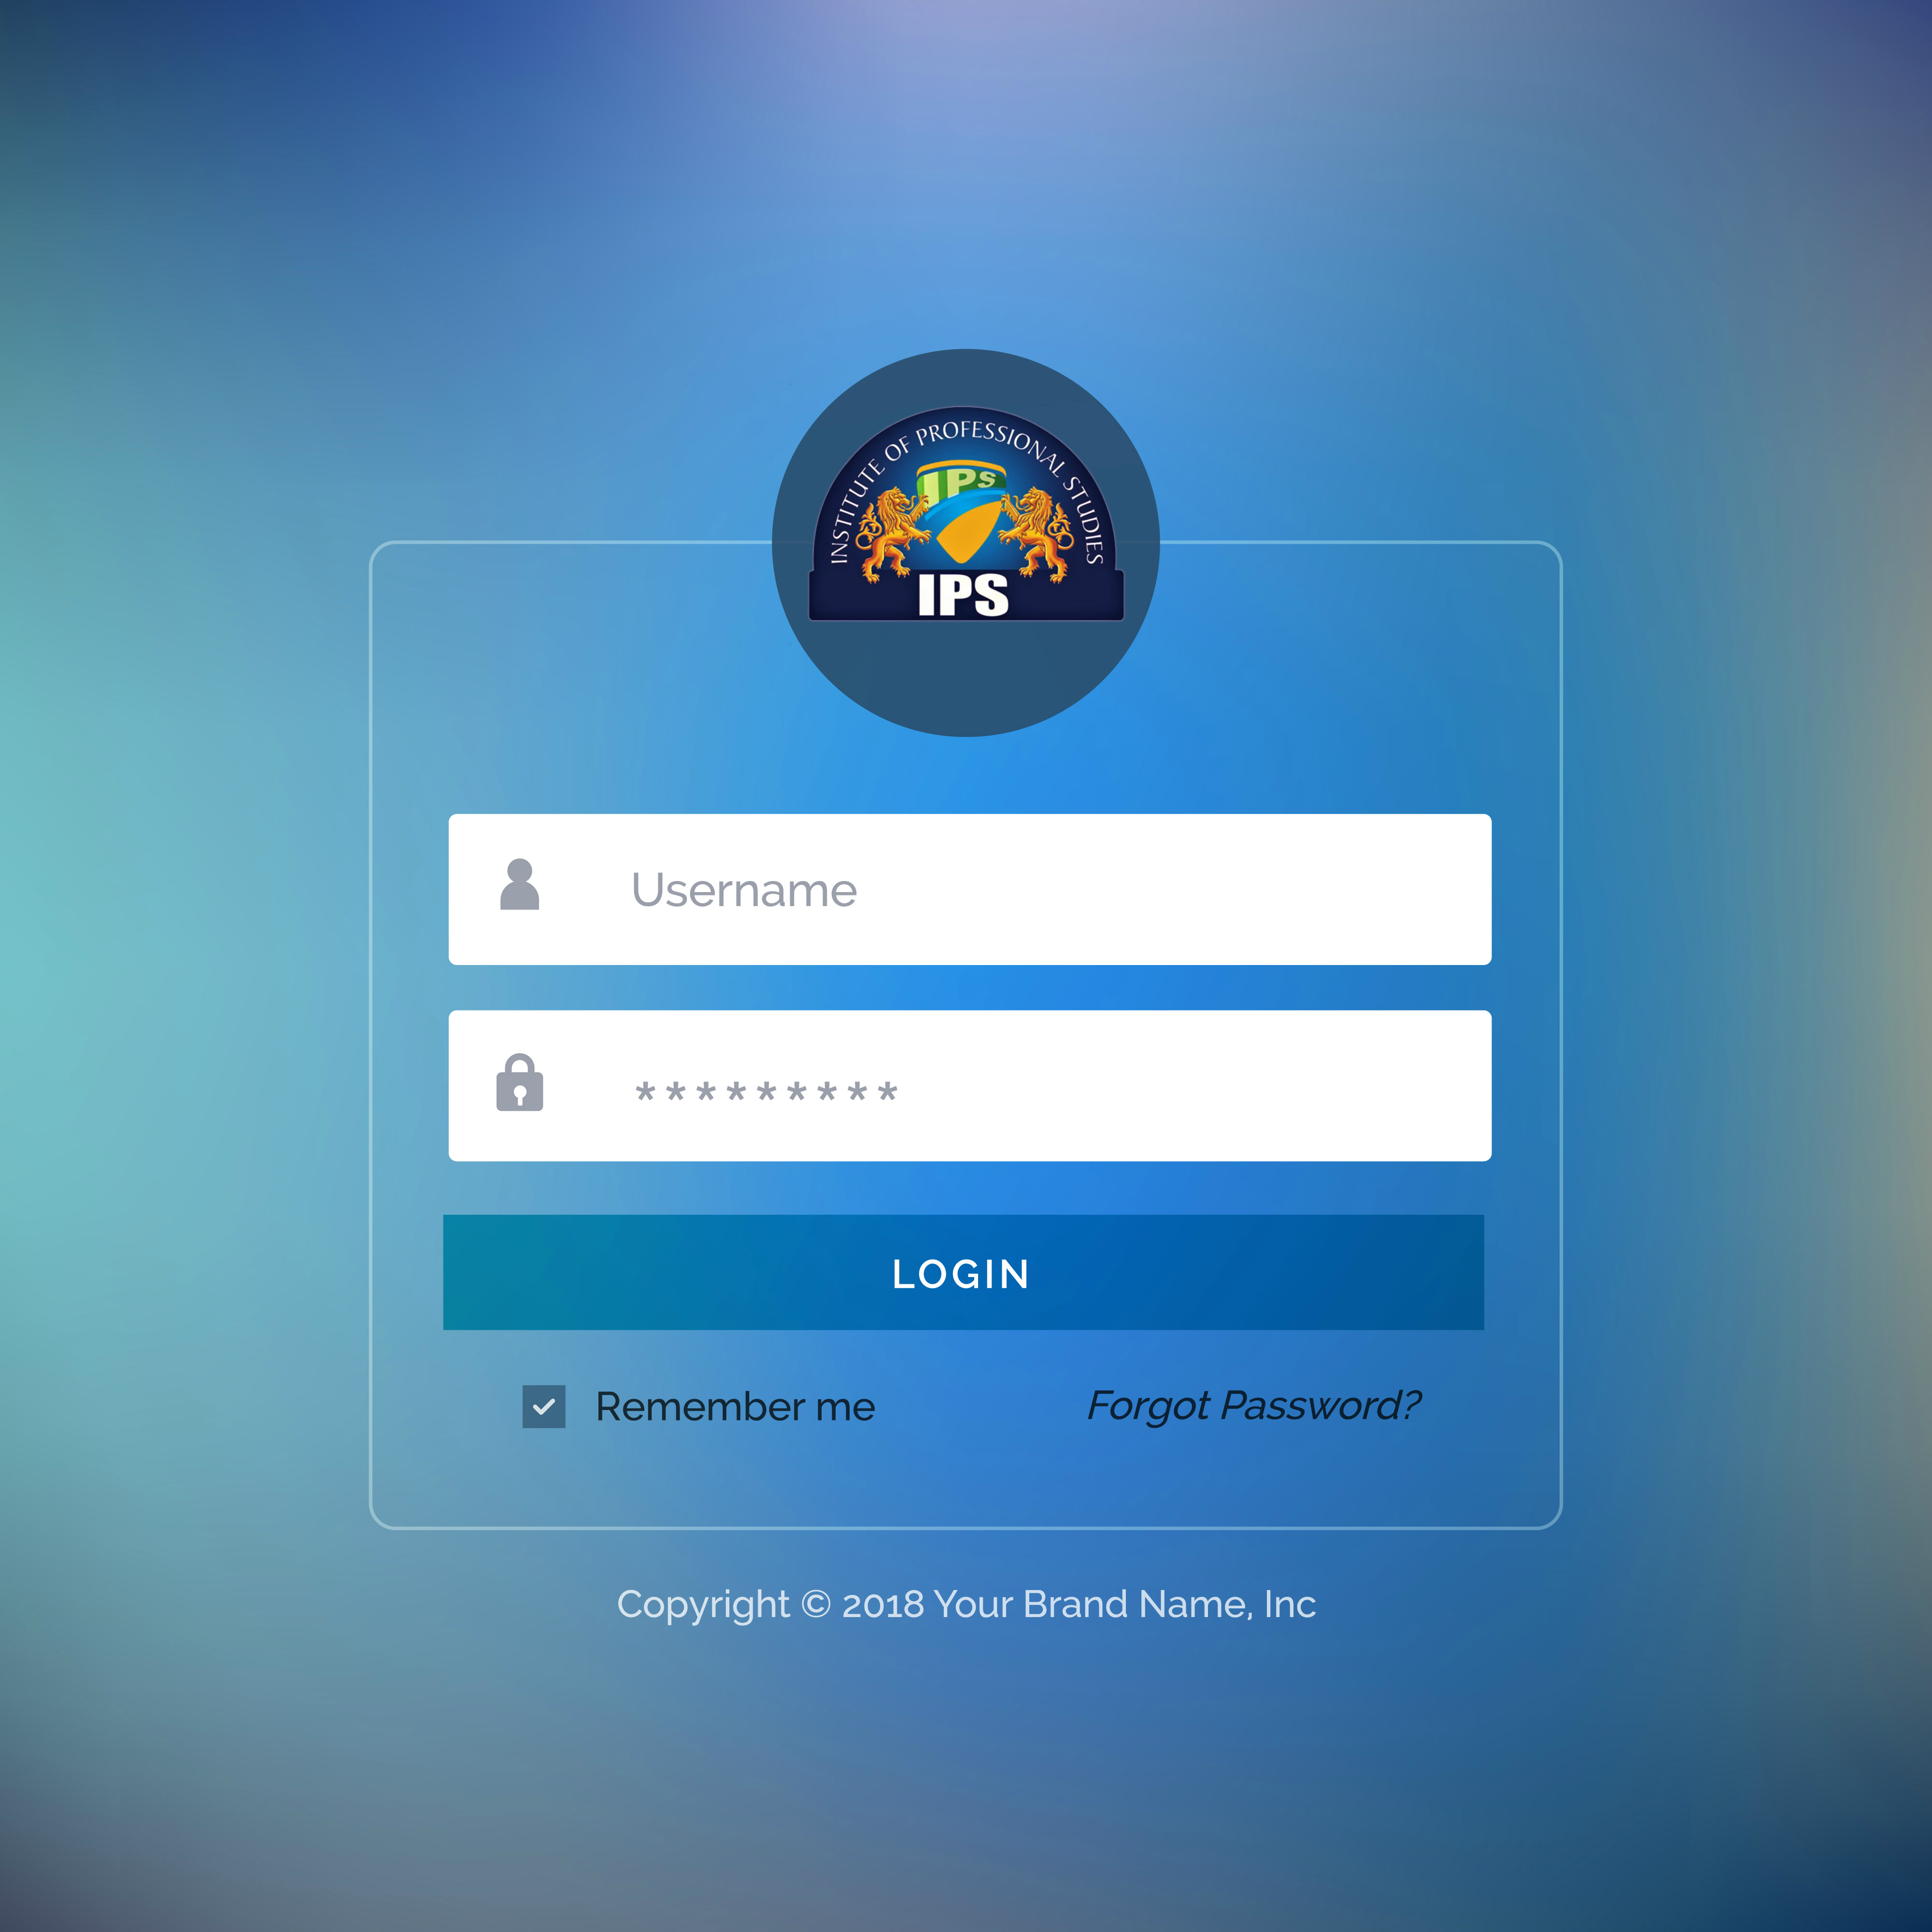 INSTITUTE OF PROFESSIONAL STUDIES
IPS
IPS
Username
*********
LOGIN
Remember me
Forgot Password?
Copyright © 2018 Your Brand Name, Inc